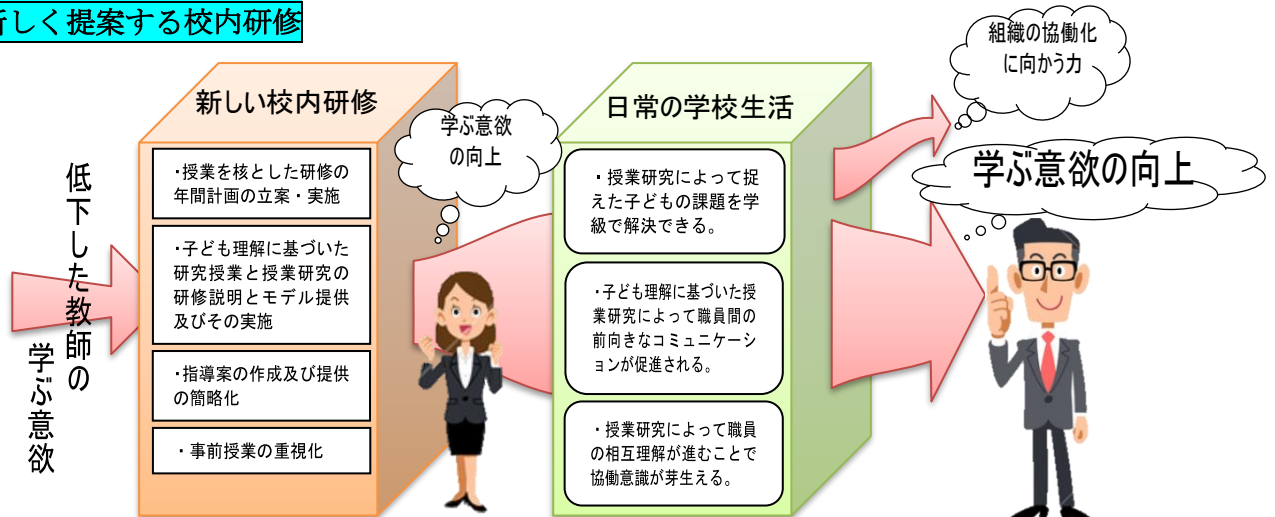 新しく提案する校内研修
低下した教師の
学ぶ意欲
新しい校内研修
・授業を核とした研修の
年間計画の立案・実施
・子ども理解に基づいた
研究授業と授業研究の
研修説明とモデル提供
及びその実施
・指導案の作成及び提供
の簡略化
・事前授業の重視化
学ぶ意欲
の向上
日常の学校生活
・授業研究によって捉
えた子どもの課題を学
級で解決できる。
・子ども理解に基づいた授
業研究によって職員間の
前向きなコミュニケーシ
ョンが促進される。
・授業研究によって職員
の相互理解が進むことで
協働意識が芽生える。
組織の協働化
に向かう力
学ぶ意欲の向上